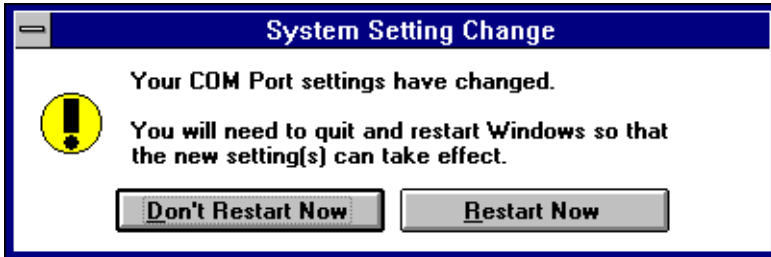 System Setting Change
Your COM Port settings have changed.
You will need to quit and restart Windows so that
the new setting(s) can take effect.
Don't Restart Now
Restart Now